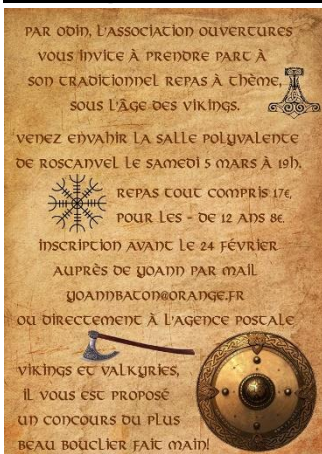 PAR ODIN, L'ASSOCIATION OUVERTURES
VOUS INVITE À PRENDRE PART À
SON TRADITIONNEL REPAS À THÈME,
SOUS L'ÂGE DES VIKINGS.
VENEZ ENVAHIR LA SALLE POLYVALENTE
DE ROSCANVEL LE SAMEDI 5 MARS À 19H.
REPAS TOUT COMPRIS 17€,
POUR LES - DE 12 ANS 8€.
INSCRIPTION AVANT LE 24 FÉVRIER
AUPRÈS DE YOANN PAR MAIL
YOANNBATON@ORANGE.FR
OU DIRECTEMENT À L'AGENCE POSTALE
VIKINGS ET VALKYRIES,
IL VOUS EST PROPOSÉ
UN CONCOURS DU PLUS
BEAU BOUCLIER FAIT MAIN!